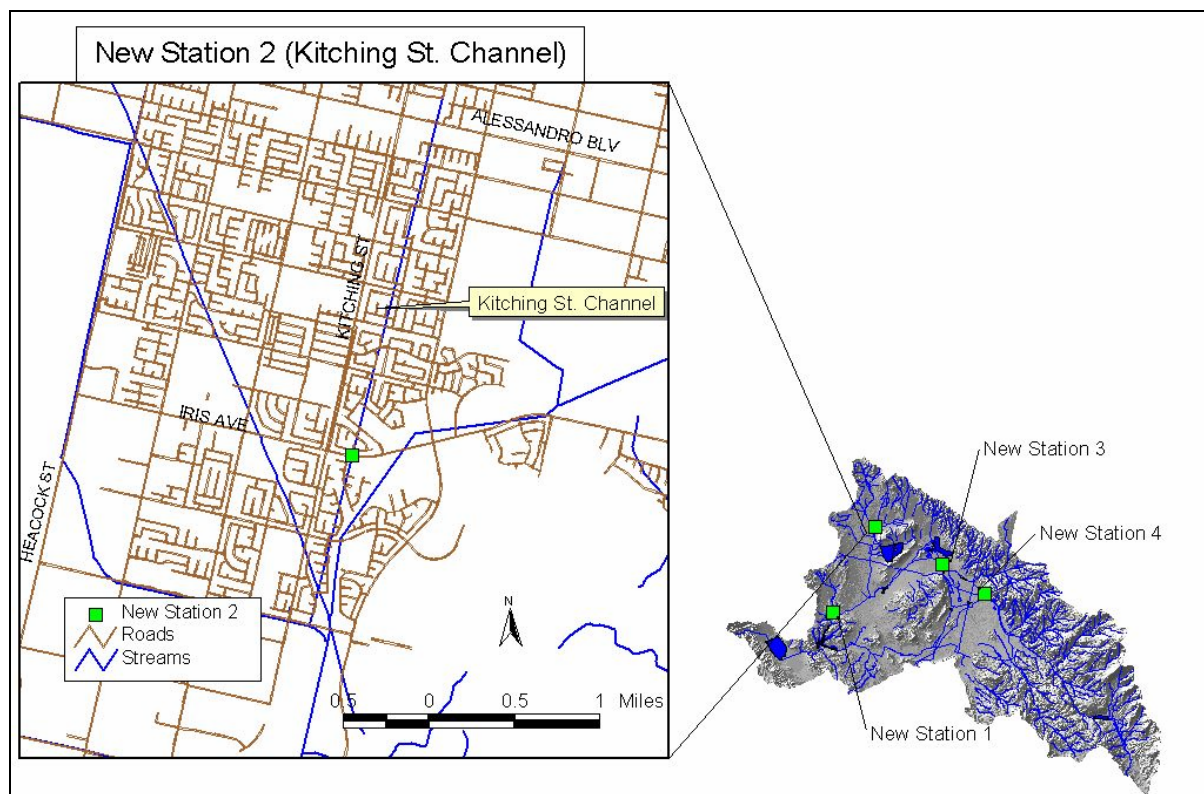 New Station 2 (Kitching St. Channel)
ALESSANDRO BLV
KITCHING ST
Kitching St. Channel
IRIS AVE
HEACOCK ST
New Station 2
Roads
Streams
N
0.5 0 0.5 1 Miles
New Station 3
New Station 4
New Station 1